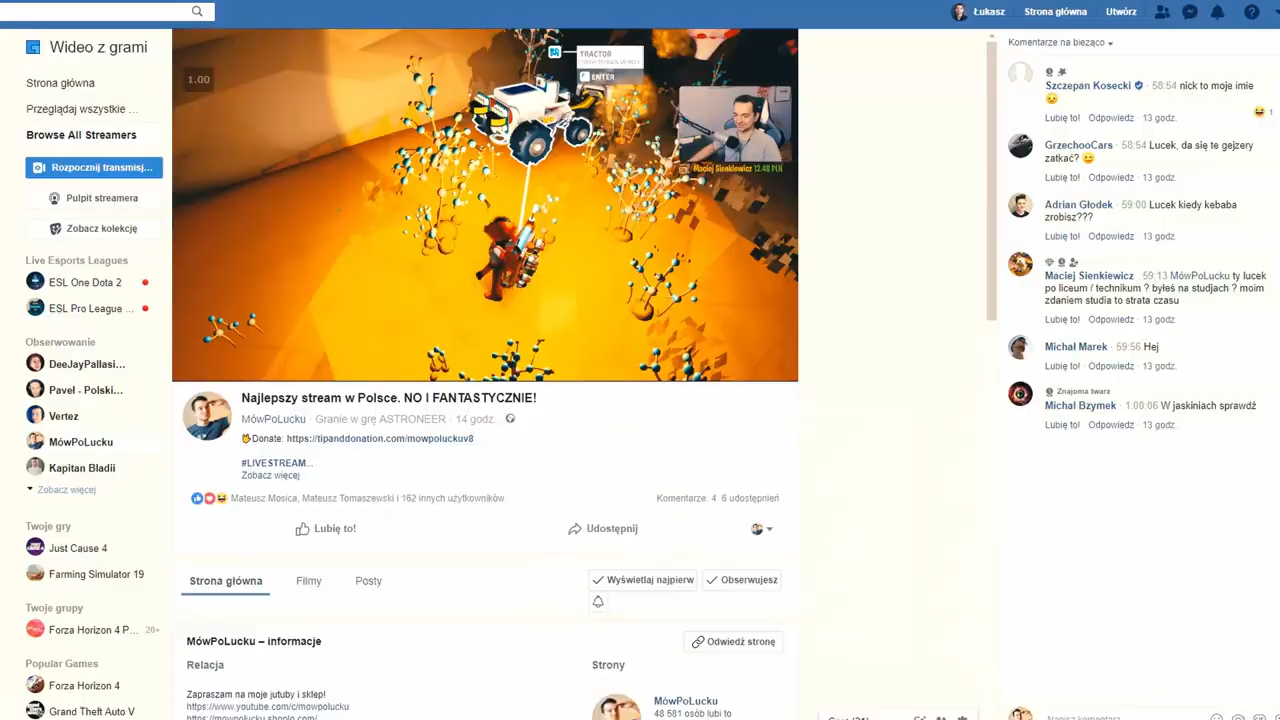 Łukasz
Strona główna
Utwórz
Wideo z grami
Strona główna
Przeglądaj wszystkie ...
Browse All Streamers
Rozpocznij transmisj...
Pulpit streamera
Zobacz kolekcję
Live Esports Leagues
ESL One Dota 2
ESL Pro League ...
Obserwowanie
DeeJayPallasi...
Paveł - Polski...
Vertez
MówPoLucku
Kapitan Bladii
Zobacz więcej
Twoje gry
Just Cause 4
Farming Simulator 19
Twoje grupy
Forza Horizon 4 P... 20+
Popular Games
Forza Horizon 4
Grand Theft Auto V
1.00
TRACTOR
ENTER
Maciej Sienkiewicz 12.48 PLN
Najlepszy stream w Polsce. NO I FANTASTYCZNIE!
MówPoLucku · Granie w grę ASTRONEER · 14 godz. ·
Donate: https://tipanddonation.com/mowpoluckuv8
#LIVESTREAM...
Zobacz więcej
Mateusz Mosica, Mateusz Tomaszewski i 162 innych użytkowników
Komentarze: 4 6 udostępnień
Lubię to!
Udostępnij
Strona główna
Filmy
Posty
Wyświetlaj najpierw
Obserwujesz
MówPoLucku – informacje
Odwiedź stronę
Relacja
Strony
Zapraszam na moje jutuby i sklep!
https://www.youtube.com/c/mowpolucku
https://mowpolucku.shoplo.com/
MówPoLucku
48 581 osób lubi to
Komentarze na bieżąco
Szczepan Kosecki · 58:54 nick to moje imie
1
Lubię to! · Odpowiedz · 13 godz.
GrzechooCars · 58:54 Lucek, da się te gejzery
zatkać?
Lubię to! · Odpowiedz · 13 godz.
Adrian Głodek · 59:00 Lucek kiedy kebaba
zrobisz???
Lubię to! · Odpowiedz · 13 godz.
Maciej Sienkiewicz · 59:13 MówPoLucku ty lucek
po liceum / technikum ? byłeś na studjach ? moim
zdaniem studia to strata czasu
Lubię to! · Odpowiedz · 13 godz.
Michał Marek · 59:56 Hej
Lubię to! · Odpowiedz · 13 godz.
Znajoma twarz
Michal Bzymek · 1:00:06 W jaskiniach sprawdź
Lubię to! · Odpowiedz · 13 godz.
Napisz komentarz